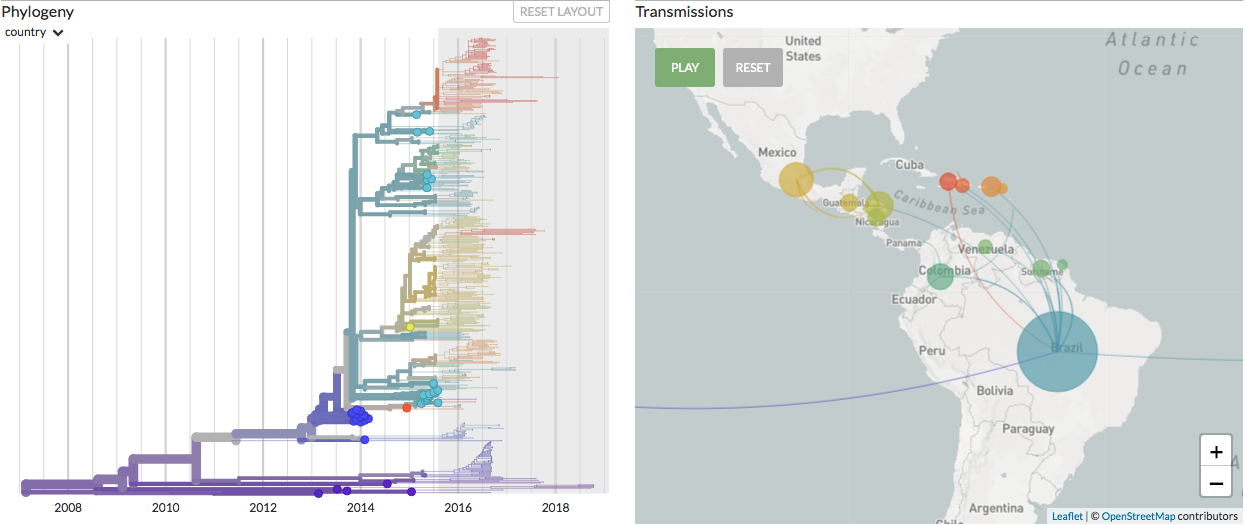 Phylogeny
RESET LAYOUT
country
2008
2010
2012
2014
2016
2018
Transmissions
PLAY
RESET
United
States
Atlantic
Ocean
Mexico
Cuba
Guatemala
Caribbean Sea
Nicaragua
Panama
Venezuela
Colombia
Suriname
Ecuador
Brazil
Peru
Bolivia
Paraguay
+
−
Argentina
Leaflet | © OpenStreetMap contributors